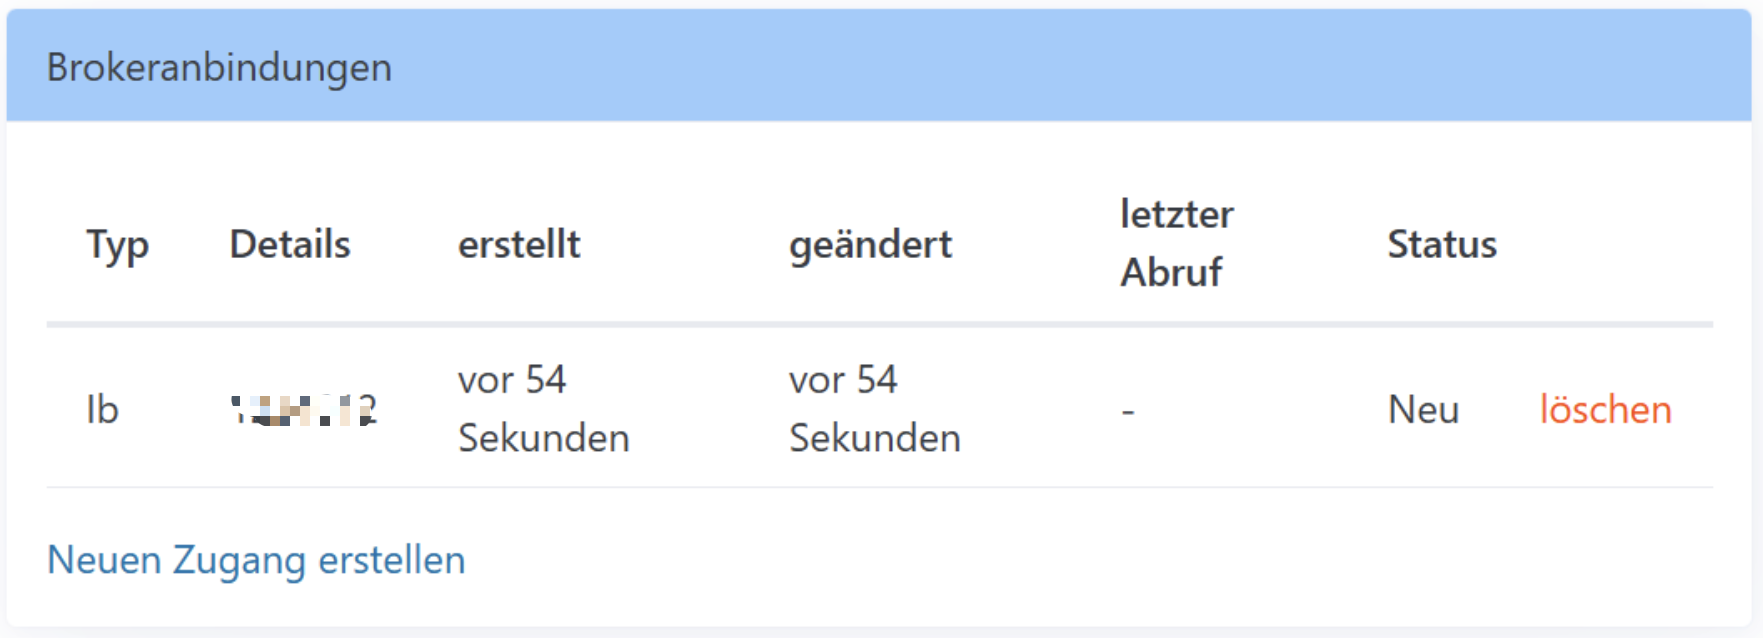 Brokeranbindungen
Typ Details erstellt geändert letzter Abruf Status
Ib vor 54 Sekunden vor 54 Sekunden - Neu löschen
Neuen Zugang erstellen